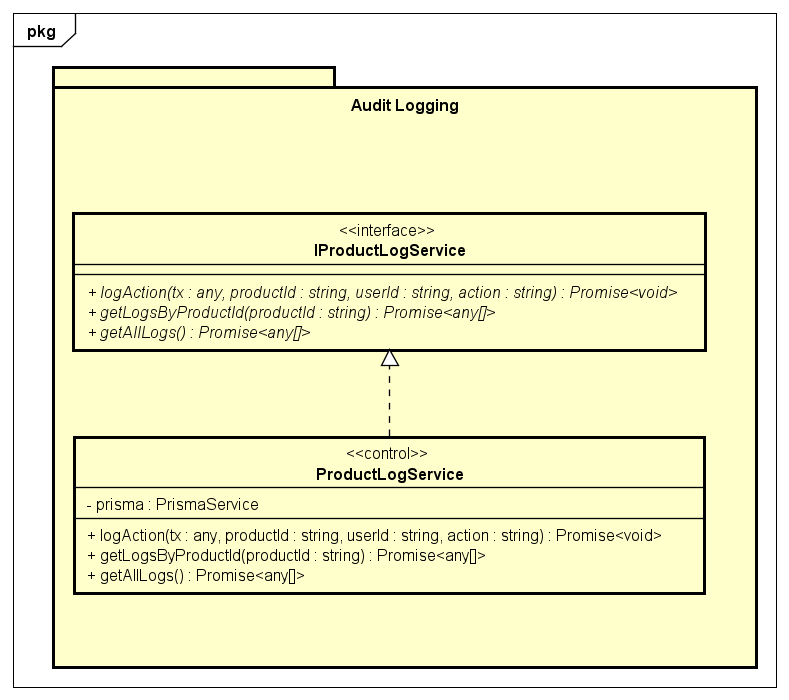 pkg
Audit Logging
<<interface>>
IProductLogService
+ logAction(tx : any, productId : string, userId : string, action : string) : Promise<void>
+ getLogsByProductId(productId : string) : Promise<any[]>
+ getAllLogs() : Promise<any[]>
<<control>>
ProductLogService
- prisma : PrismaService
+ logAction(tx : any, productId : string, userId : string, action : string) : Promise<void>
+ getLogsByProductId(productId : string) : Promise<any[]>
+ getAllLogs() : Promise<any[]>